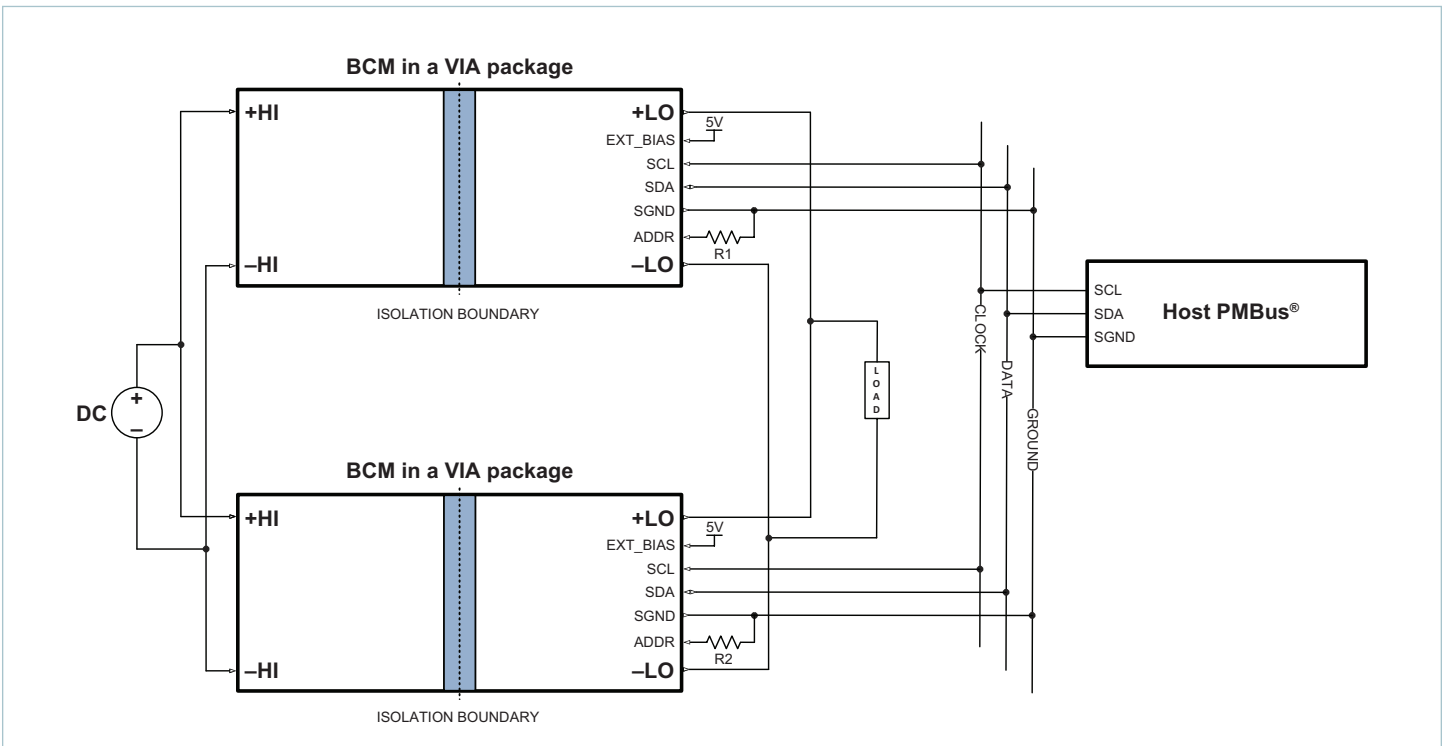 BCM in a VIA package
+HI
–HI
+LO
5V
EXT_BIAS
SCL
SDA
SGND
ADDR
R1
–LO
ISOLATION BOUNDARY
CLOCK
DATA
GROUND
SCL
SDA
SGND
Host PMBus®
LOAD
DC
+
–
BCM in a VIA package
+HI
–HI
+LO
5V
EXT_BIAS
SCL
SDA
SGND
ADDR
R2
–LO
ISOLATION BOUNDARY